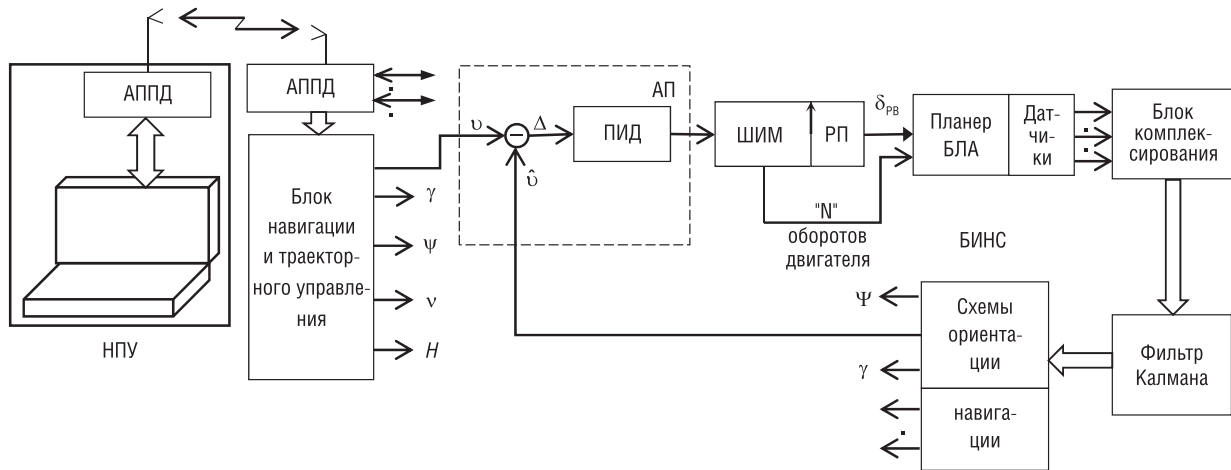 АППД
НПУ
АППД
Блок
навигации
и траектор-
ного управле-
ния
υ
γ
ψ
ν
H
АП
Δ
υ̂
ПИД
ШИМ
РП
δРВ
"N"
оборотов
двигателя
Планер
БЛА
Дат-
чи-
ки
Блок
комплек-
сирования
БИНС
Ψ
γ
Схемы
ориента-
ции
навига-
ции
Фильтр
Калмана